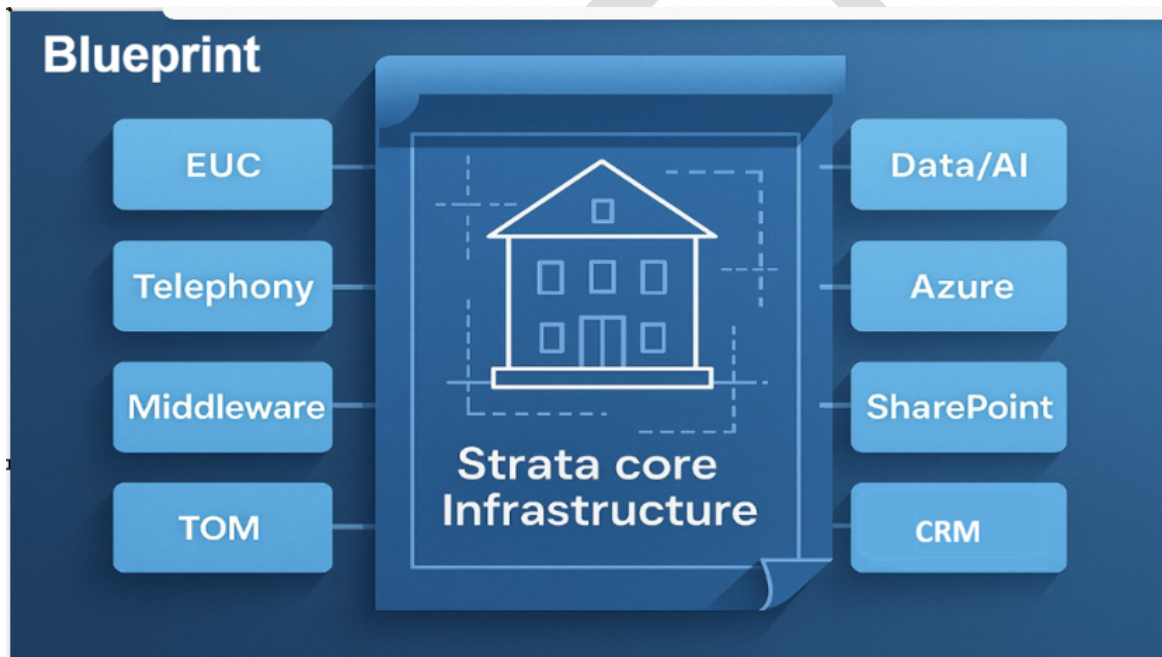 Blueprint
EUC
Telephony
Middleware
TOM
Strata core
Infrastructure
Data/AI
Azure
SharePoint
CRM